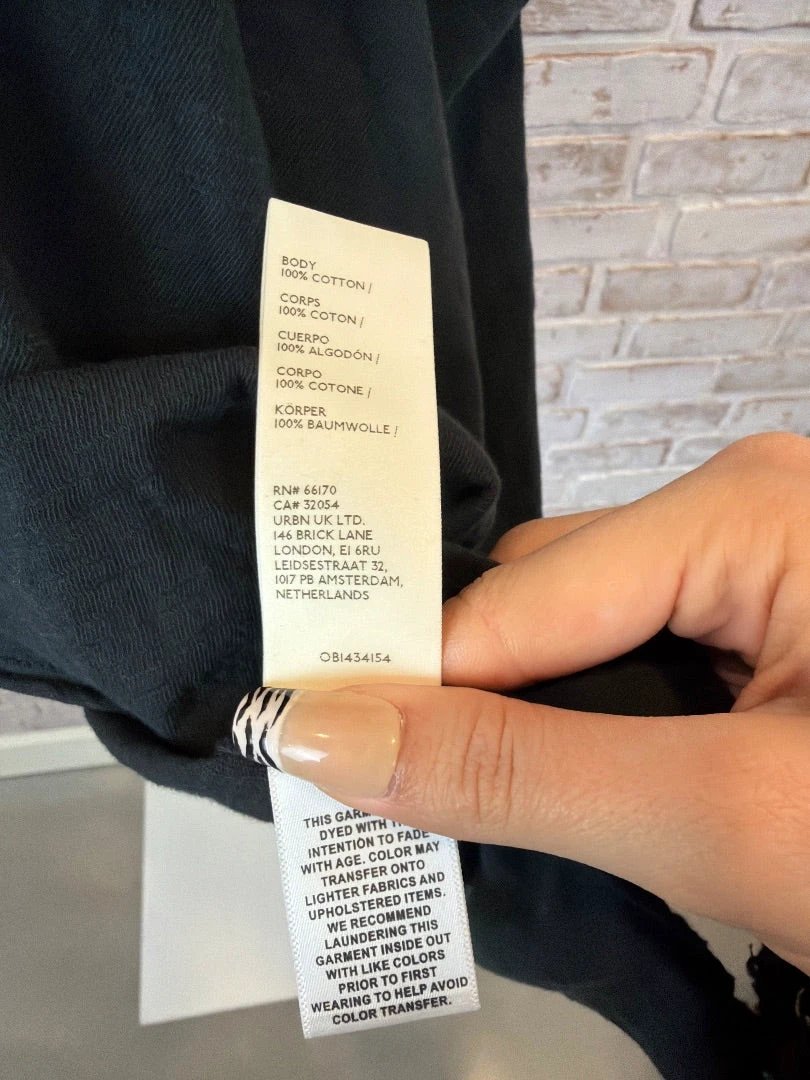 BODY
100% COTTON /
CORPS
100% COTON /
CUERPO
100% ALGODÓN /
CORPO
100% COTONE /
KÖRPER
100% BAUMWOLLE /
RN# 66170
CA# 32054
URBN UK LTD.
146 BRICK LANE
LONDON, E1 6RU
LEIDSESTRAAT 32,
1017 PB AMSTERDAM,
NETHERLANDS
OB1434154
THIS
DYED WITH
INTENTION TO FADE
WITH AGE. COLOR MAY
TRANSFER ONTO
LIGHTER FABRICS AND
UPHOLSTERED ITEMS.
WE RECOMMEND
LAUNDERING THIS
GARMENT INSIDE OUT
WITH LIKE COLORS
PRIOR TO FIRST
WEARING TO HELP AVOID
COLOR TRANSFER.